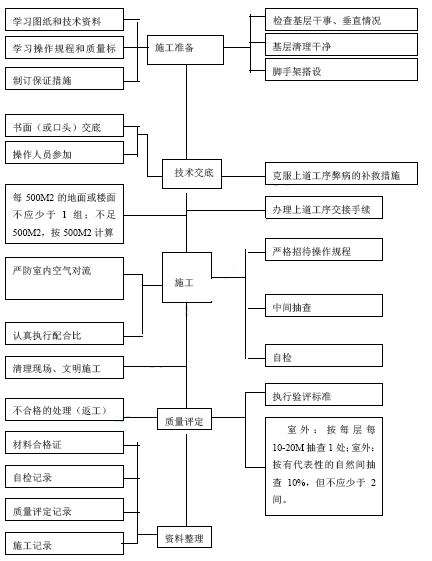 学习图纸和技术资料
学习操作规程和质量标
制订保证措施
施工准备
检查基层干事、垂直情况
基层清理干净
脚手架搭设
书面（或口头）交底
操作人员参加
技术交底
克服上道工序弊病的补救措施
办理上道工序交接手续
每 500M2 的地面或楼面
不应少于 1 组；不足
500M2，按 500M2 计算
严防室内空气对流
认真执行配合比
清理现场、文明施工
施工
严格招待操作规程
中间抽查
自检
不合格的处理（返工）
质量评定
执行验评标准
室外：按每层每
10-20M 抽查 1 处；室外：
按有代表性的自然间抽
查 10%，但不应少于 2
间。
材料合格证
自检记录
质量评定记录
施工记录
资料整理